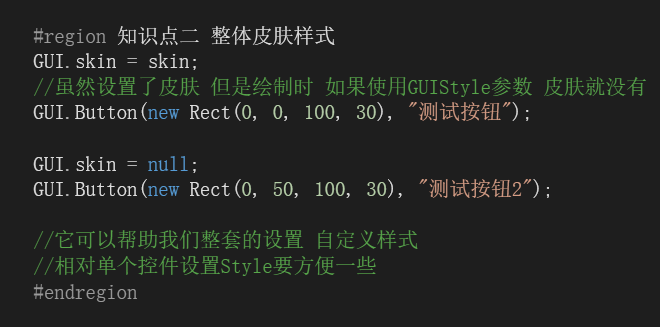 #region 知识点二 整体皮肤样式
GUI.skin = skin;
//虽然设置了皮肤 但是绘制时 如果使用GUIStyle参数 皮肤就没有
GUI.Button(new Rect(0, 0, 100, 30), "测试按钮");
GUI.skin = null;
GUI.Button(new Rect(0, 50, 100, 30), "测试按钮2");
//它可以帮助我们整套的设置 自定义样式
//相对单个控件设置Style要方便一些
#endregion